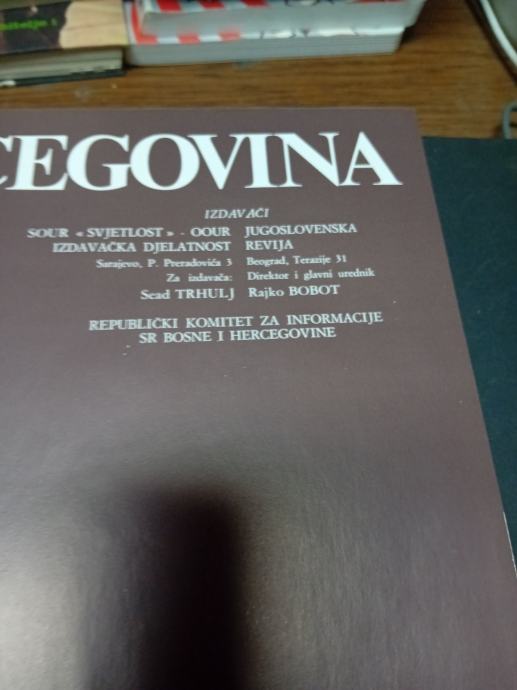 CEGOVINA
IZDAVAČI
SOUR «SVJETLOST» - OOUR JUGOSLOVENSKA
IZDAVAČKA DJELATNOST REVIJA
Sarajevo, P. Preradovića 3 Beograd, Terazije 31
Za izdavača: Direktor i glavni urednik
Sead TRHULJ Rajko BOBOT
REPUBLIČKI KOMITET ZA INFORMACIJE
SR BOSNE I HERCEGOVINE